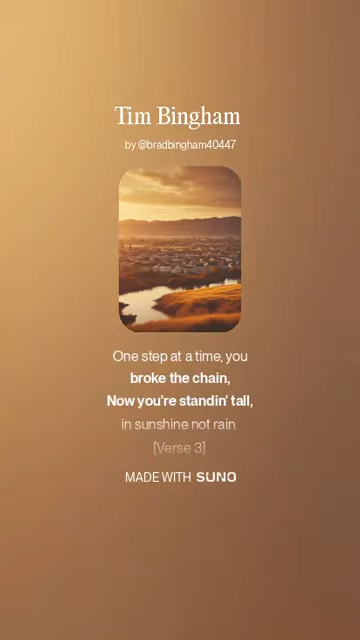 Tim Bingham
by @bradbingham40447
One step at a time, you
broke the chain,
Now you're standin' tall,
in sunshine not rain.
[Verse 3]
MADE WITH SUNO